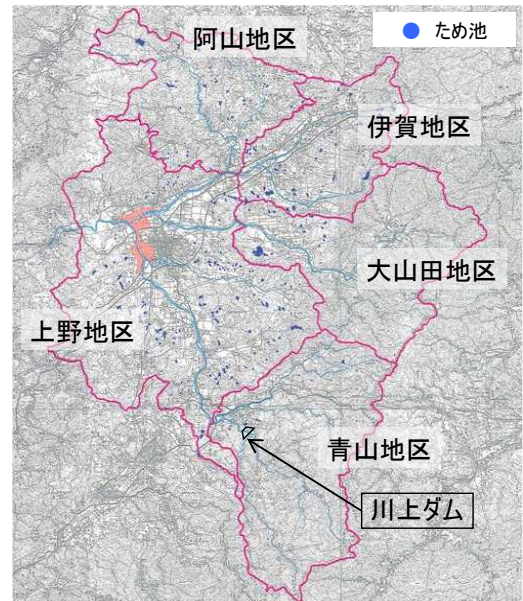 阿山地区
ため池
伊賀地区
大山田地区
上野地区
青山地区
川上ダム